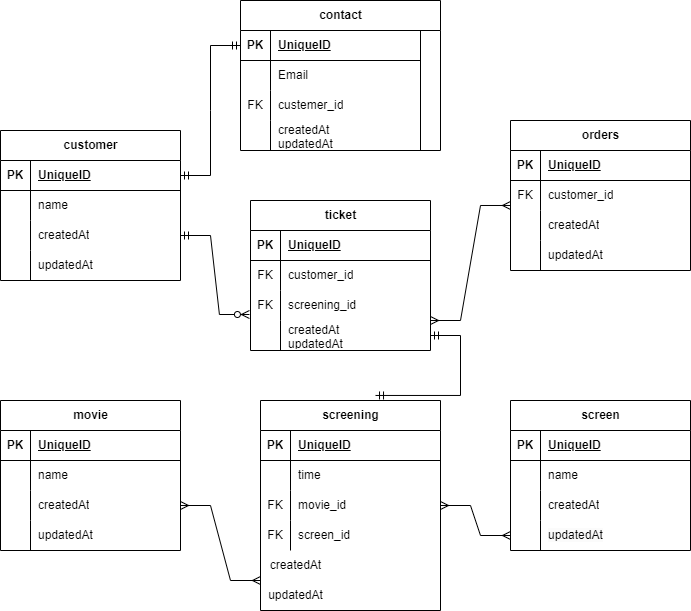 contact
PK UniqueID
Email
FK custemer_id
createdAt
updatedAt
customer
PK UniqueID
name
createdAt
updatedAt
orders
PK UniqueID
FK customer_id
createdAt
updatedAt
ticket
PK UniqueID
FK customer_id
FK screening_id
createdAt
updatedAt
movie
PK UniqueID
name
createdAt
updatedAt
screening
PK UniqueID
time
FK movie_id
FK screen_id
createdAt
updatedAt
screen
PK UniqueID
name
createdAt
updatedAt